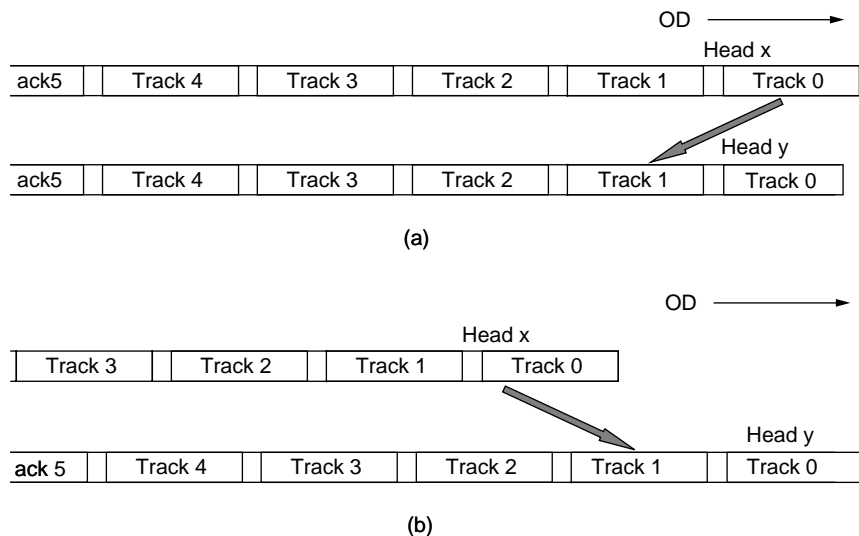 OD
Head x
ack5 Track 4 Track 3 Track 2 Track 1 Track 0
Head y
ack5 Track 4 Track 3 Track 2 Track 1 Track 0
(a)
OD
Head x
Track 3 Track 2 Track 1 Track 0
Head y
ack 5 Track 4 Track 3 Track 2 Track 1 Track 0
(b)